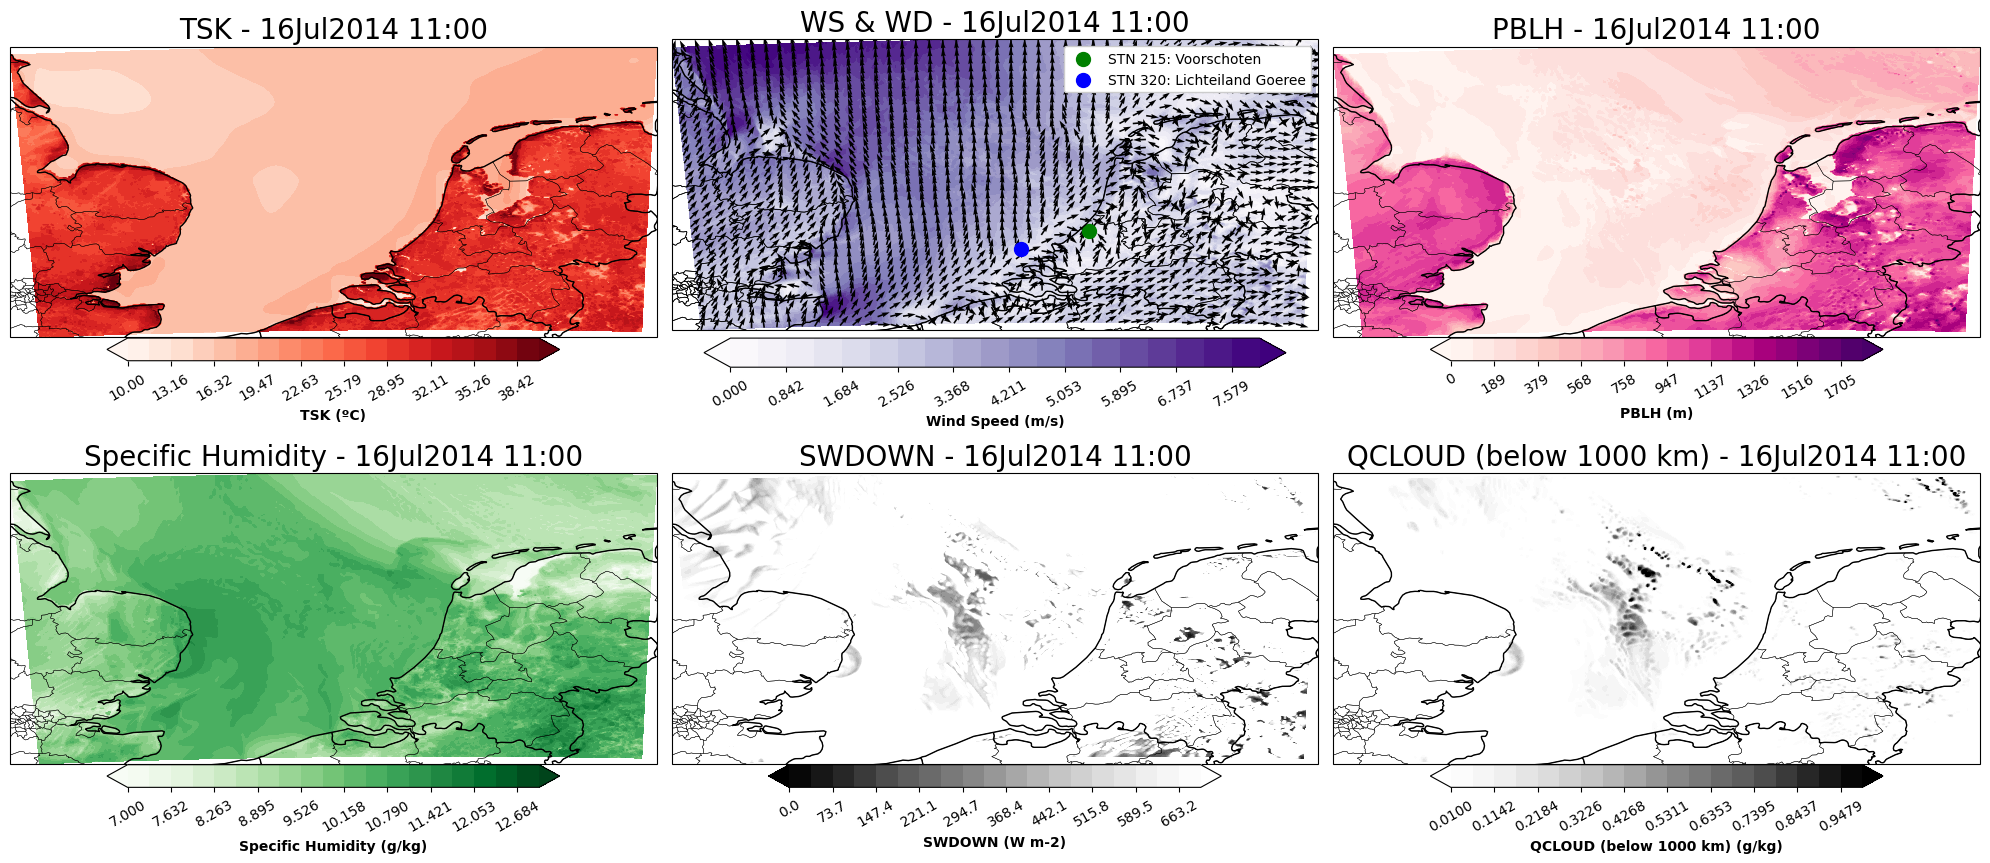 TSK - 16Jul2014 11:00
WS & WD - 16Jul2014 11:00
PBLH - 16Jul2014 11:00
STN 215: Voorschoten
STN 320: Lichteiland Goeree
10.00 13.16 16.32 19.47 22.63 25.79 28.95 32.11 35.26 38.42
TSK (ºC)
0.000 0.842 1.684 2.526 3.368 4.211 5.053 5.895 6.737 7.579
Wind Speed (m/s)
0 189 379 568 758 947 1137 1326 1516 1705
PBLH (m)
Specific Humidity - 16Jul2014 11:00
SWDOWN - 16Jul2014 11:00
QCLOUD (below 1000 km) - 16Jul2014 11:00
7.000 7.632 8.263 8.895 9.526 10.158 10.790 11.421 12.053 12.684
Specific Humidity (g/kg)
0.0 73.7 147.4 221.1 294.7 368.4 442.1 515.8 589.5 663.2
SWDOWN (W m-2)
0.0100 0.1142 0.2184 0.3226 0.4268 0.5311 0.6353 0.7395 0.8437 0.9479
QCLOUD (below 1000 km) (g/kg)